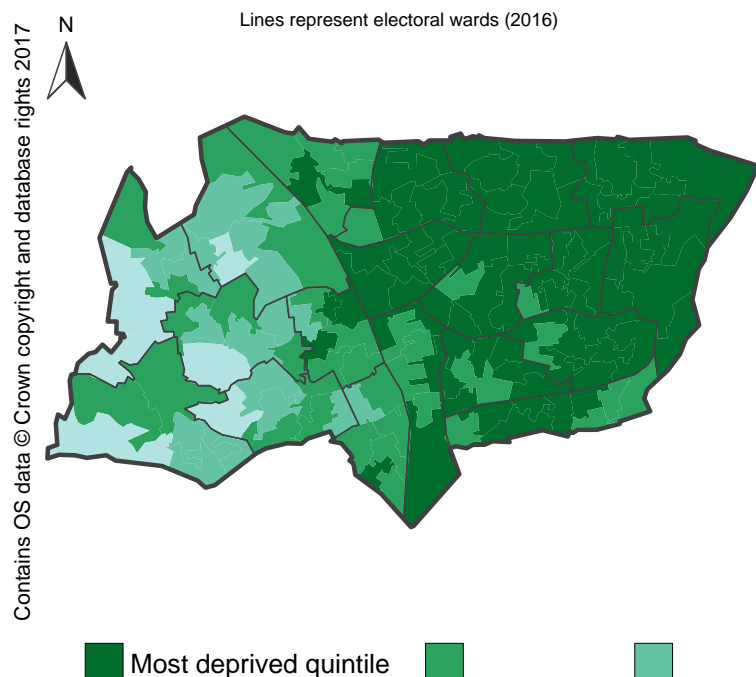 Lines represent electoral wards (2016)
N
Contains OS data © Crown copyright and database rights 2017
Most deprived quintile